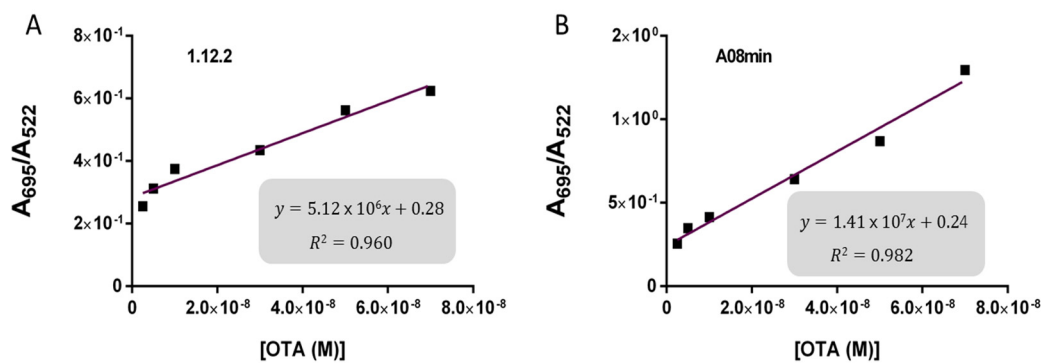 A
1.12.2
A₆₉₅/A₅₂₂
8×10⁻¹
6×10⁻¹
4×10⁻¹
2×10⁻¹
0
y = 5.12 x 10⁶x + 0.28
R² = 0.960
0 2.0×10⁻⁸ 4.0×10⁻⁸ 6.0×10⁻⁸ 8.0×10⁻⁸
[OTA (M)]
B
A08min
A₆₉₅/A₅₂₂
2×10⁰
1×10⁰
5×10⁻¹
0
y = 1.41 x 10⁷x + 0.24
R² = 0.982
0 2.0×10⁻⁸ 4.0×10⁻⁸ 6.0×10⁻⁸ 8.0×10⁻⁸
[OTA (M)]